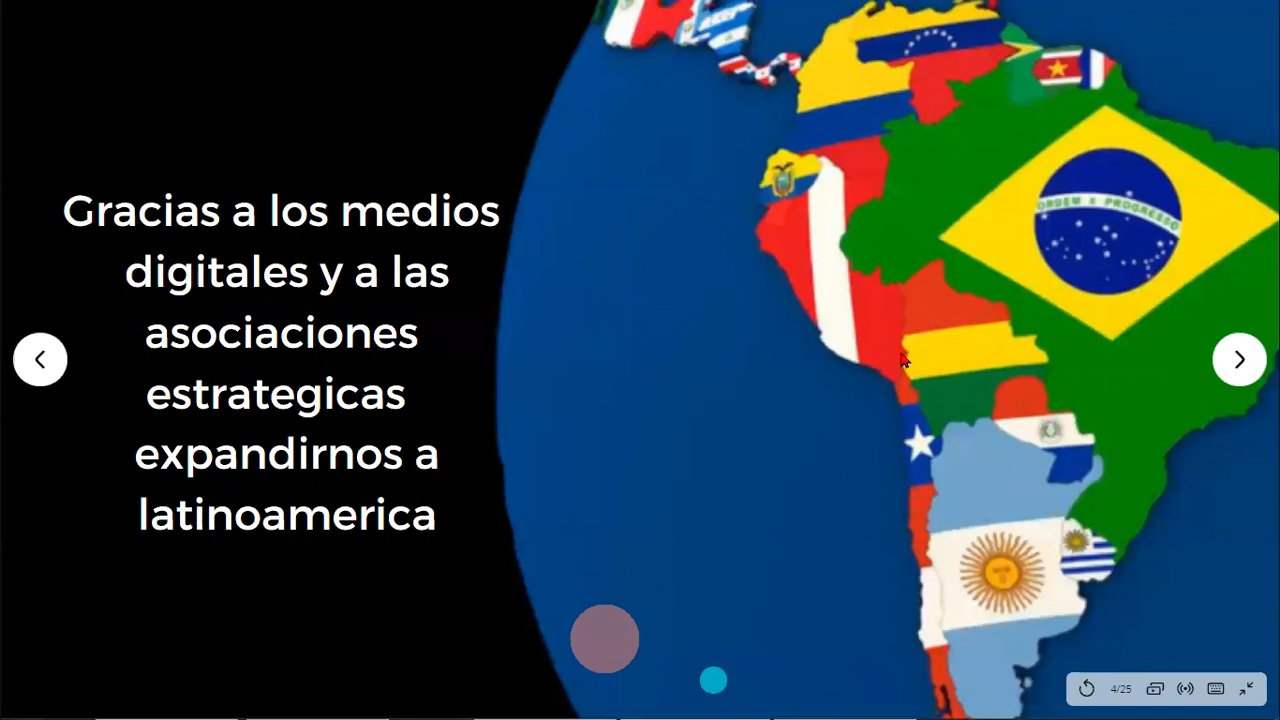 Gracias a los medios
digitales y a las
asociaciones
estrategicas
expandirnos a
latinoamerica
ORDEM E PROGRESSO
4/25